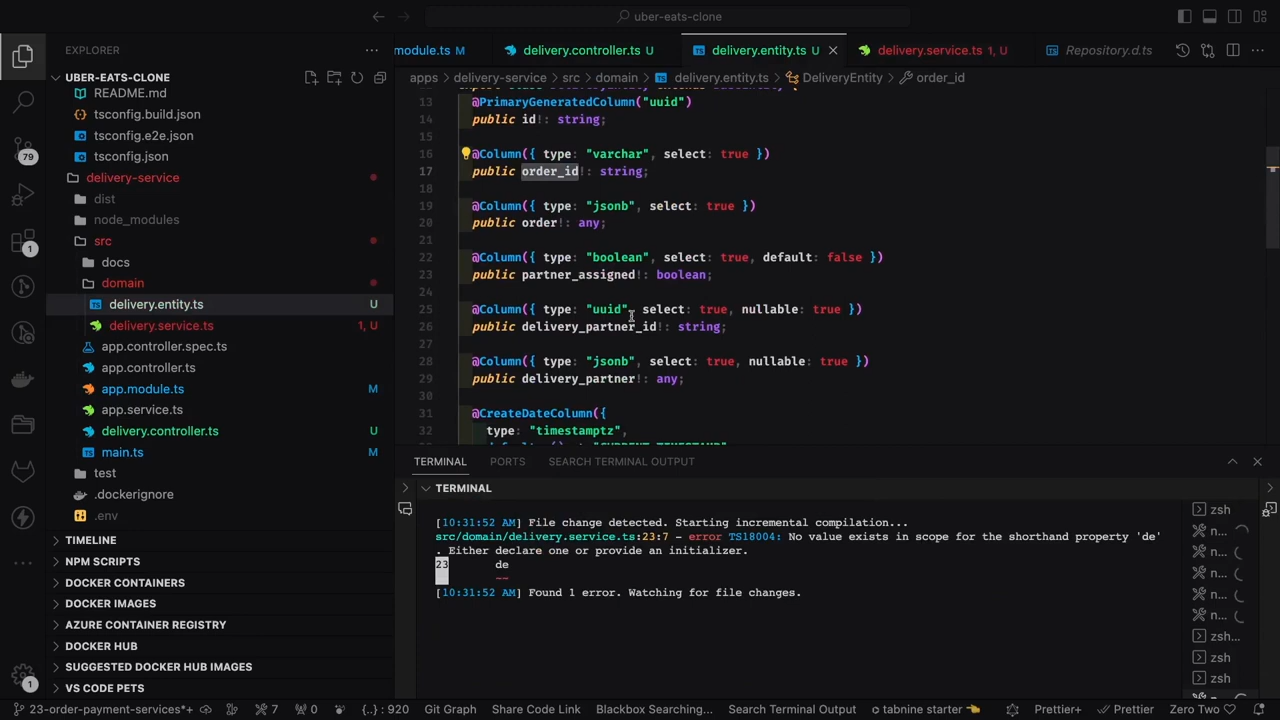 uber-eats-clone
EXPLORER
module.ts M
delivery.controller.ts U
delivery.entity.ts U
delivery.service.ts 1, U
Repository.d.ts
apps
delivery-service
src
domain
delivery.entity.ts
DeliveryEntity
order_id
UBER-EATS-CLONE
README.md
tsconfig.build.json
tsconfig.e2e.json
tsconfig.json
delivery-service
dist
node_modules
src
docs
domain
delivery.entity.ts U
delivery.service.ts 1, U
app.controller.spec.ts
app.controller.ts
app.module.ts M
app.service.ts
delivery.controller.ts U
main.ts M
test
.dockerignore
.env
TIMELINE
NPM SCRIPTS
DOCKER CONTAINERS
DOCKER IMAGES
AZURE CONTAINER REGISTRY
DOCKER HUB
SUGGESTED DOCKER HUB IMAGES
VS CODE PETS
79
1
1
13 @PrimaryGeneratedColumn("uuid")
14 public id!: string;
15
16 @Column({ type: "varchar", select: true })
17 public order_id!: string;
18
19 @Column({ type: "jsonb", select: true })
20 public order!: any;
21
22 @Column({ type: "boolean", select: true, default: false })
23 public partner_assigned!: boolean;
24
25 @Column({ type: "uuid", select: true, nullable: true })
26 public delivery_partner_id!: string;
27
28 @Column({ type: "jsonb", select: true, nullable: true })
29 public delivery_partner!: any;
30
31 @CreateDateColumn({
32 type: "timestamptz",
TERMINAL
PORTS
SEARCH TERMINAL OUTPUT
TERMINAL
[10:31:52 AM] File change detected. Starting incremental compilation...
src/domain/delivery.service.ts:23:7 - error TS18004: No value exists in scope for the shorthand property 'de'
. Either declare one or provide an initializer.
23 de
~~
[10:31:52 AM] Found 1 error. Watching for file changes.
zsh
n...
n...
n...
n...
n...
zsh...
zsh
zsh
n...
23-order-payment-services*+
7
0
{..} : 920
Git Graph
Share Code Link
Blackbox Searching...
Search Terminal Output
tabnine starter
Prettier+
Prettier
Zero Two